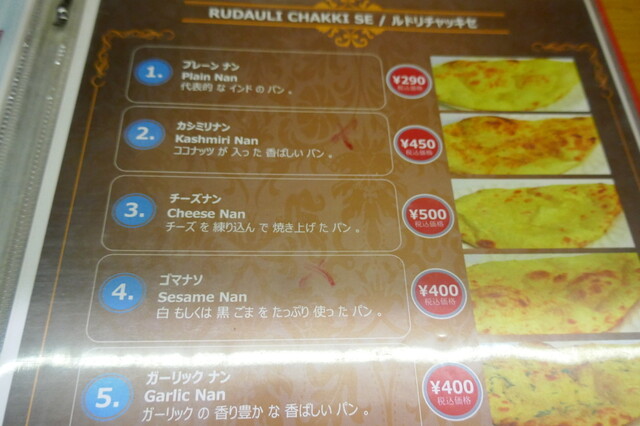 RUDAULI CHAKKI SE / ルドリチャッキセ
1.
プレーン ナン
Plain Nan
代表的 な インド の パン 。
¥290
税込価格
2.
カシミリナン
Kashmiri Nan
ココナッツ が 入っ た 香ばしい パン 。
¥450
税込価格
3.
チーズナン
Cheese Nan
チーズ を 練り込ん で 焼き上げ た パン 。
¥500
税込価格
4.
ゴマナソ
Sesame Nan
白 もしくは 黒 ごま を たっぷり 使っ た パン 。
¥400
税込価格
5.
ガーリック ナン
Garlic Nan
ガーリック の 香り豊か な 香ばしい パン 。
¥400
税込価格